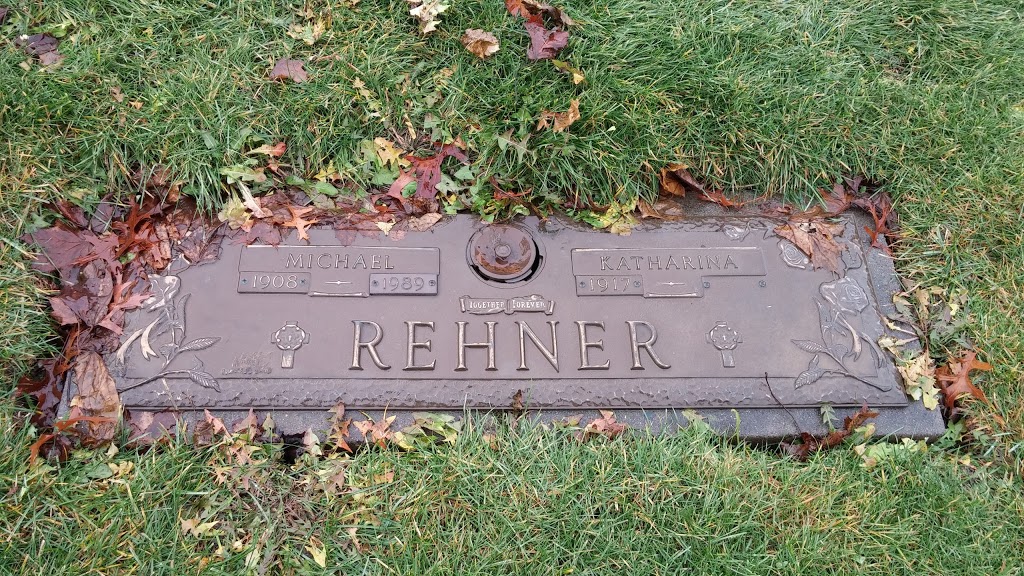 MICHAEL
1908 1989
KATHARINA
1917
TOGETHER FOREVER
REHNER